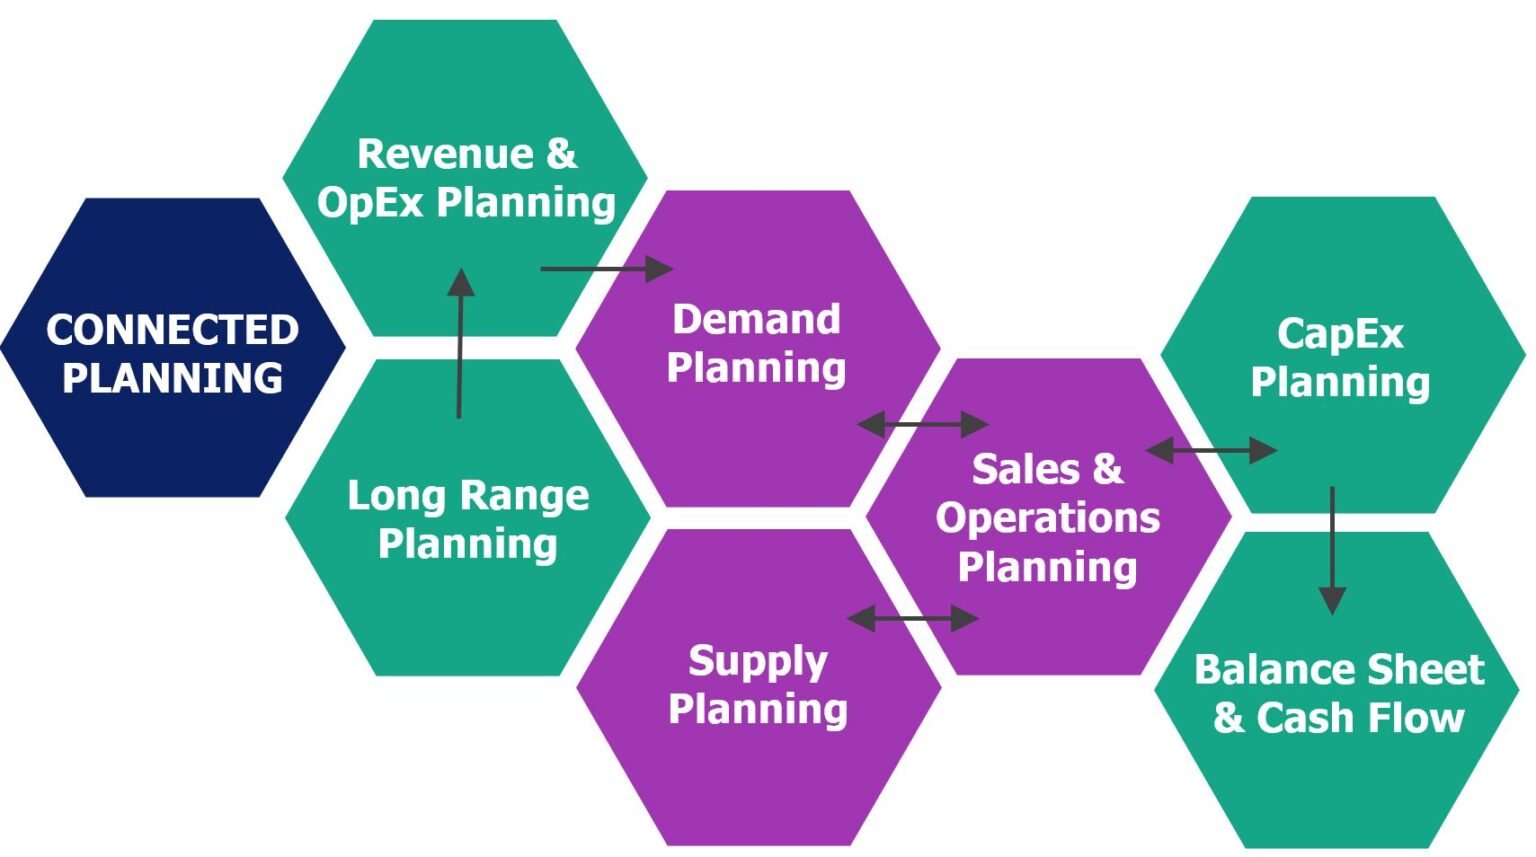 CONNECTED
PLANNING
Revenue &
OpEx Planning
Long Range
Planning
Demand
Planning
Supply
Planning
Sales &
Operations
Planning
CapEx
Planning
Balance Sheet
& Cash Flow